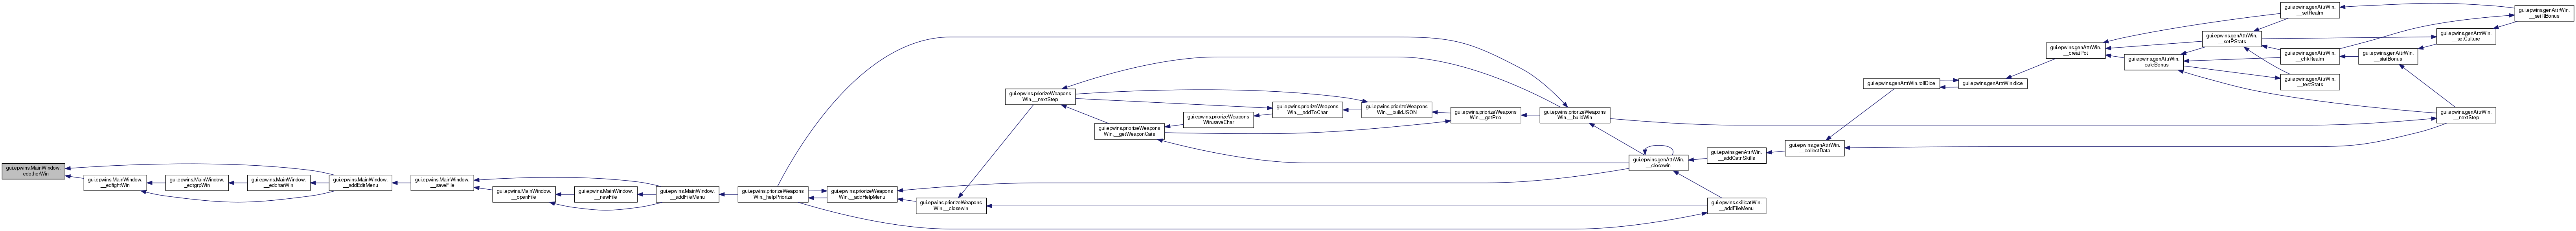 gui.epwins.MainWindow.
__edotherWin
gui.epwins.MainWindow.
__edfightWin
gui.epwins.MainWindow.
__edtgrpWin
gui.epwins.MainWindow.
__edcharWin
gui.epwins.MainWindow.
__addEditMenu
gui.epwins.MainWindow.
__saveFile
gui.epwins.MainWindow.
__openFile
gui.epwins.MainWindow.
__newFile
gui.epwins.MainWindow.
__addFileMenu
gui.epwins.priorizeWeapons
Win._helpPriorize
gui.epwins.priorizeWeapons
Win.__addHelpMenu
gui.epwins.priorizeWeapons
Win.__closewin
gui.epwins.priorizeWeapons
Win.__nextStep
gui.epwins.priorizeWeapons
Win.__getWeaponCats
gui.epwins.priorizeWeapons
Win.saveChar
gui.epwins.priorizeWeapons
Win.__addToChar
gui.epwins.priorizeWeapons
Win.__buildJSON
gui.epwins.priorizeWeapons
Win.__getPrio
gui.epwins.priorizeWeapons
Win.__buildWin
gui.epwins.genAttrWin.
__closewin
gui.epwins.genAttrWin.
__addCatnSkills
gui.epwins.skillcatWin.
__addFileMenu
gui.epwins.genAttrWin.
__collectData
gui.epwins.genAttrWin.rollDice
gui.epwins.genAttrWin.dice
gui.epwins.genAttrWin.
__creatPot
gui.epwins.genAttrWin.
__calcBonus
gui.epwins.genAttrWin.
__setPStats
gui.epwins.genAttrWin.
__setRealm
gui.epwins.genAttrWin.
__chkRealm
gui.epwins.genAttrWin.
__testStats
gui.epwins.genAttrWin.
__statBonus
gui.epwins.genAttrWin.
__setCulture
gui.epwins.genAttrWin.
__setRBonus
gui.epwins.genAttrWin.
__nextStep